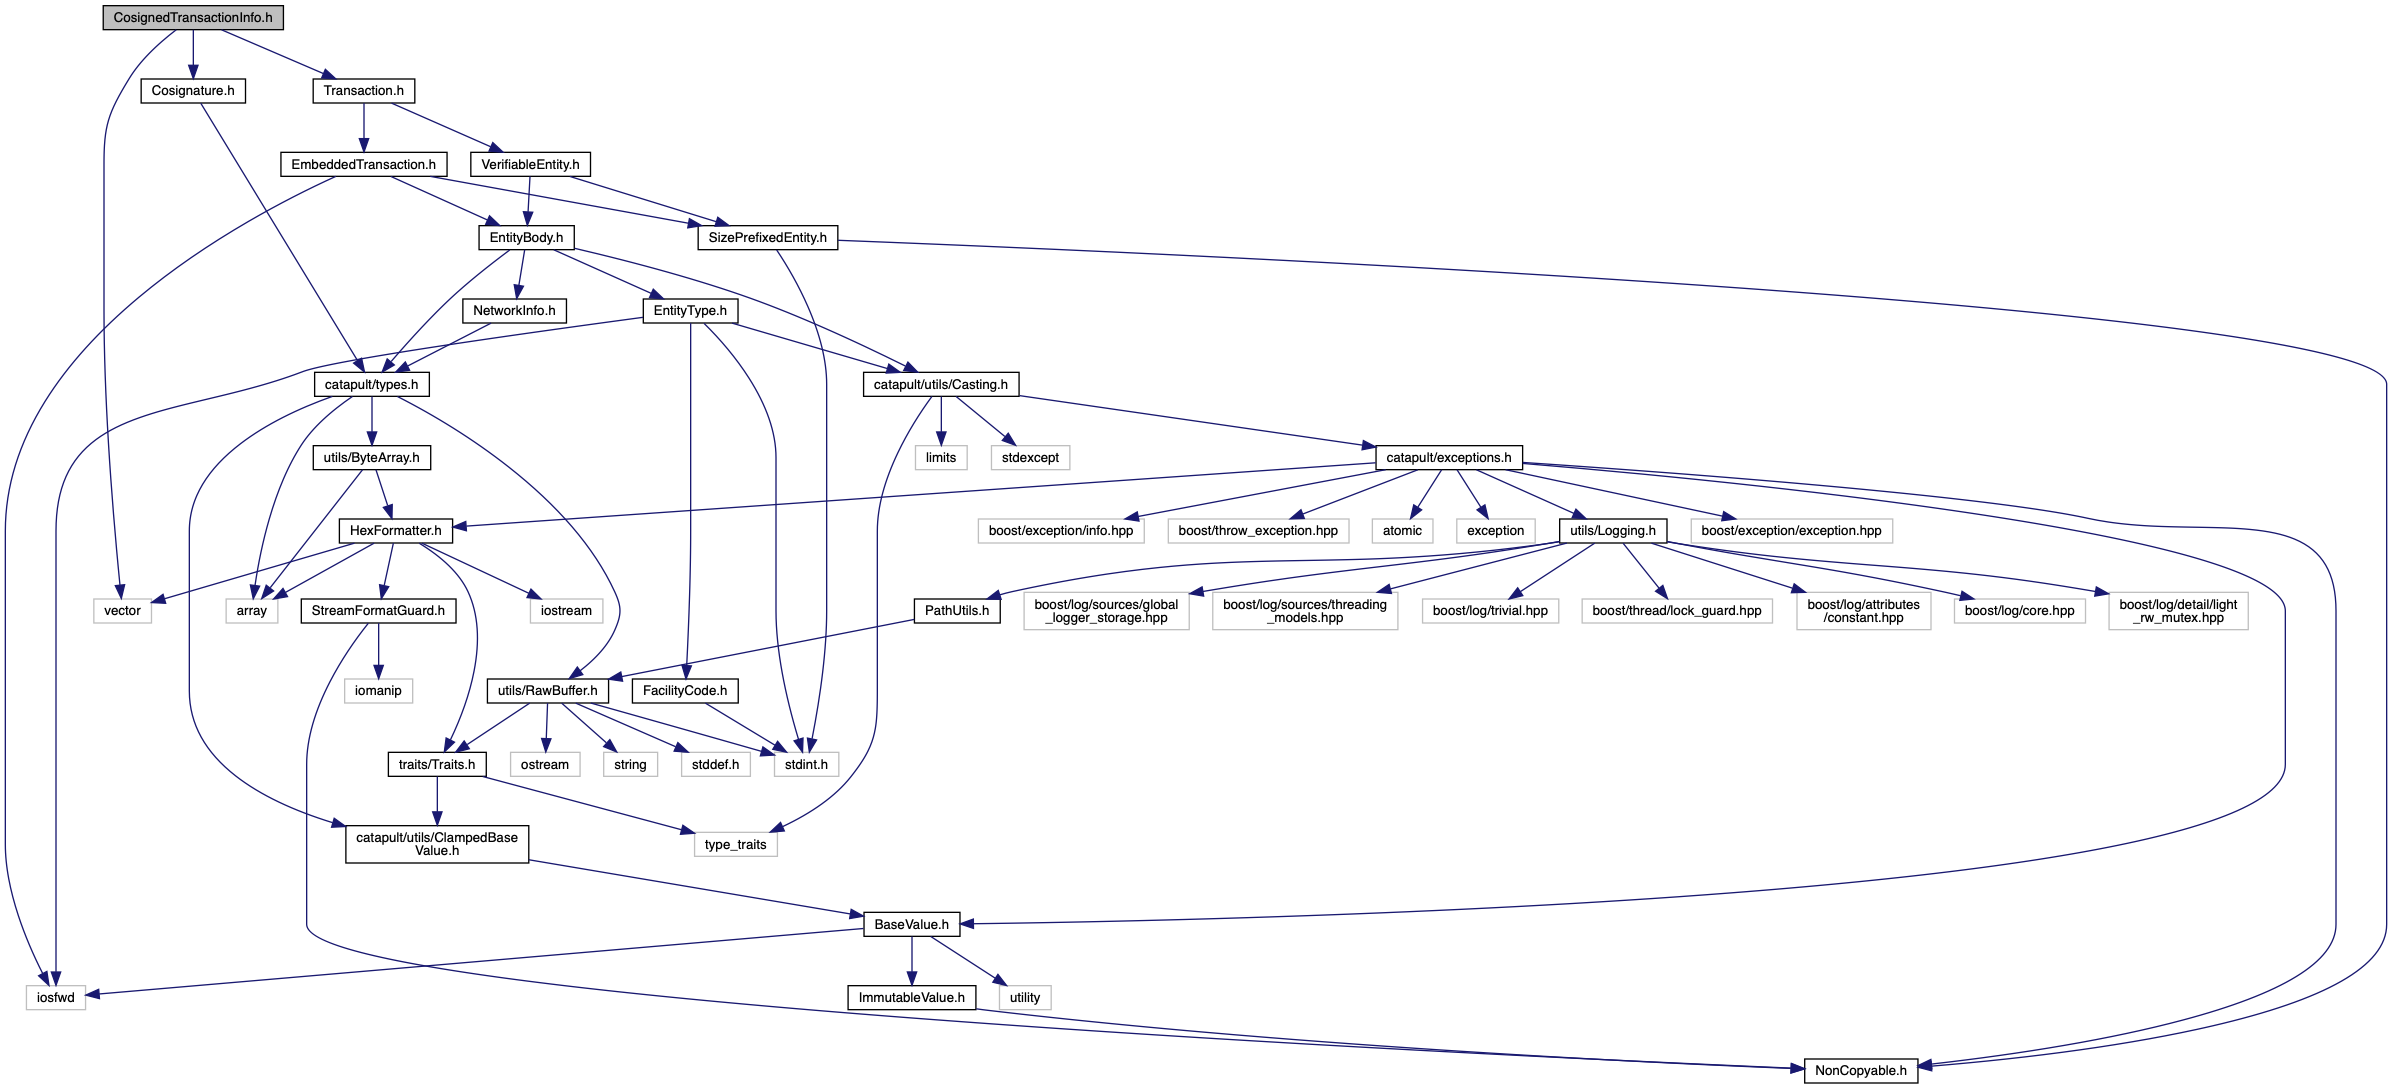 CosignedTransactionInfo.h
Cosignature.h
Transaction.h
EmbeddedTransaction.h
VerifiableEntity.h
EntityBody.h
SizePrefixedEntity.h
NetworkInfo.h
EntityType.h
catapult/types.h
catapult/utils/Casting.h
utils/ByteArray.h
limits
stdexcept
catapult/exceptions.h
HexFormatter.h
boost/exception/info.hpp
boost/throw_exception.hpp
atomic
exception
utils/Logging.h
boost/exception/exception.hpp
vector
array
StreamFormatGuard.h
iostream
PathUtils.h
boost/log/sources/global
_logger_storage.hpp
boost/log/sources/threading
_models.hpp
boost/log/trivial.hpp
boost/thread/lock_guard.hpp
boost/log/attributes
/constant.hpp
boost/log/core.hpp
boost/log/detail/light
_rw_mutex.hpp
iomanip
utils/RawBuffer.h
FacilityCode.h
traits/Traits.h
ostream
string
stddef.h
stdint.h
catapult/utils/ClampedBase
Value.h
type_traits
BaseValue.h
iosfwd
ImmutableValue.h
utility
NonCopyable.h